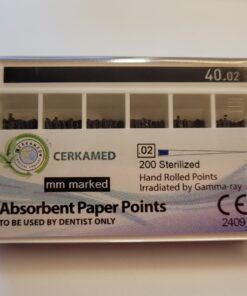 40.02
CERKAMED
.02
200 Sterilized
mm marked
Hand Rolled Points
Irradiated by Gamma-ray
Absorbent Paper Points
TO BE USED BY DENTIST ONLY
CE
2409